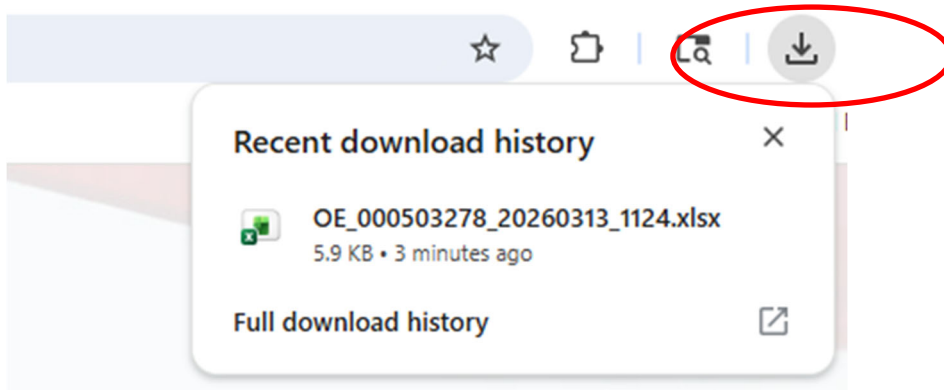 Recent download history
OE_000503278_20260313_1124.xlsx
5.9 KB • 3 minutes ago
Full download history